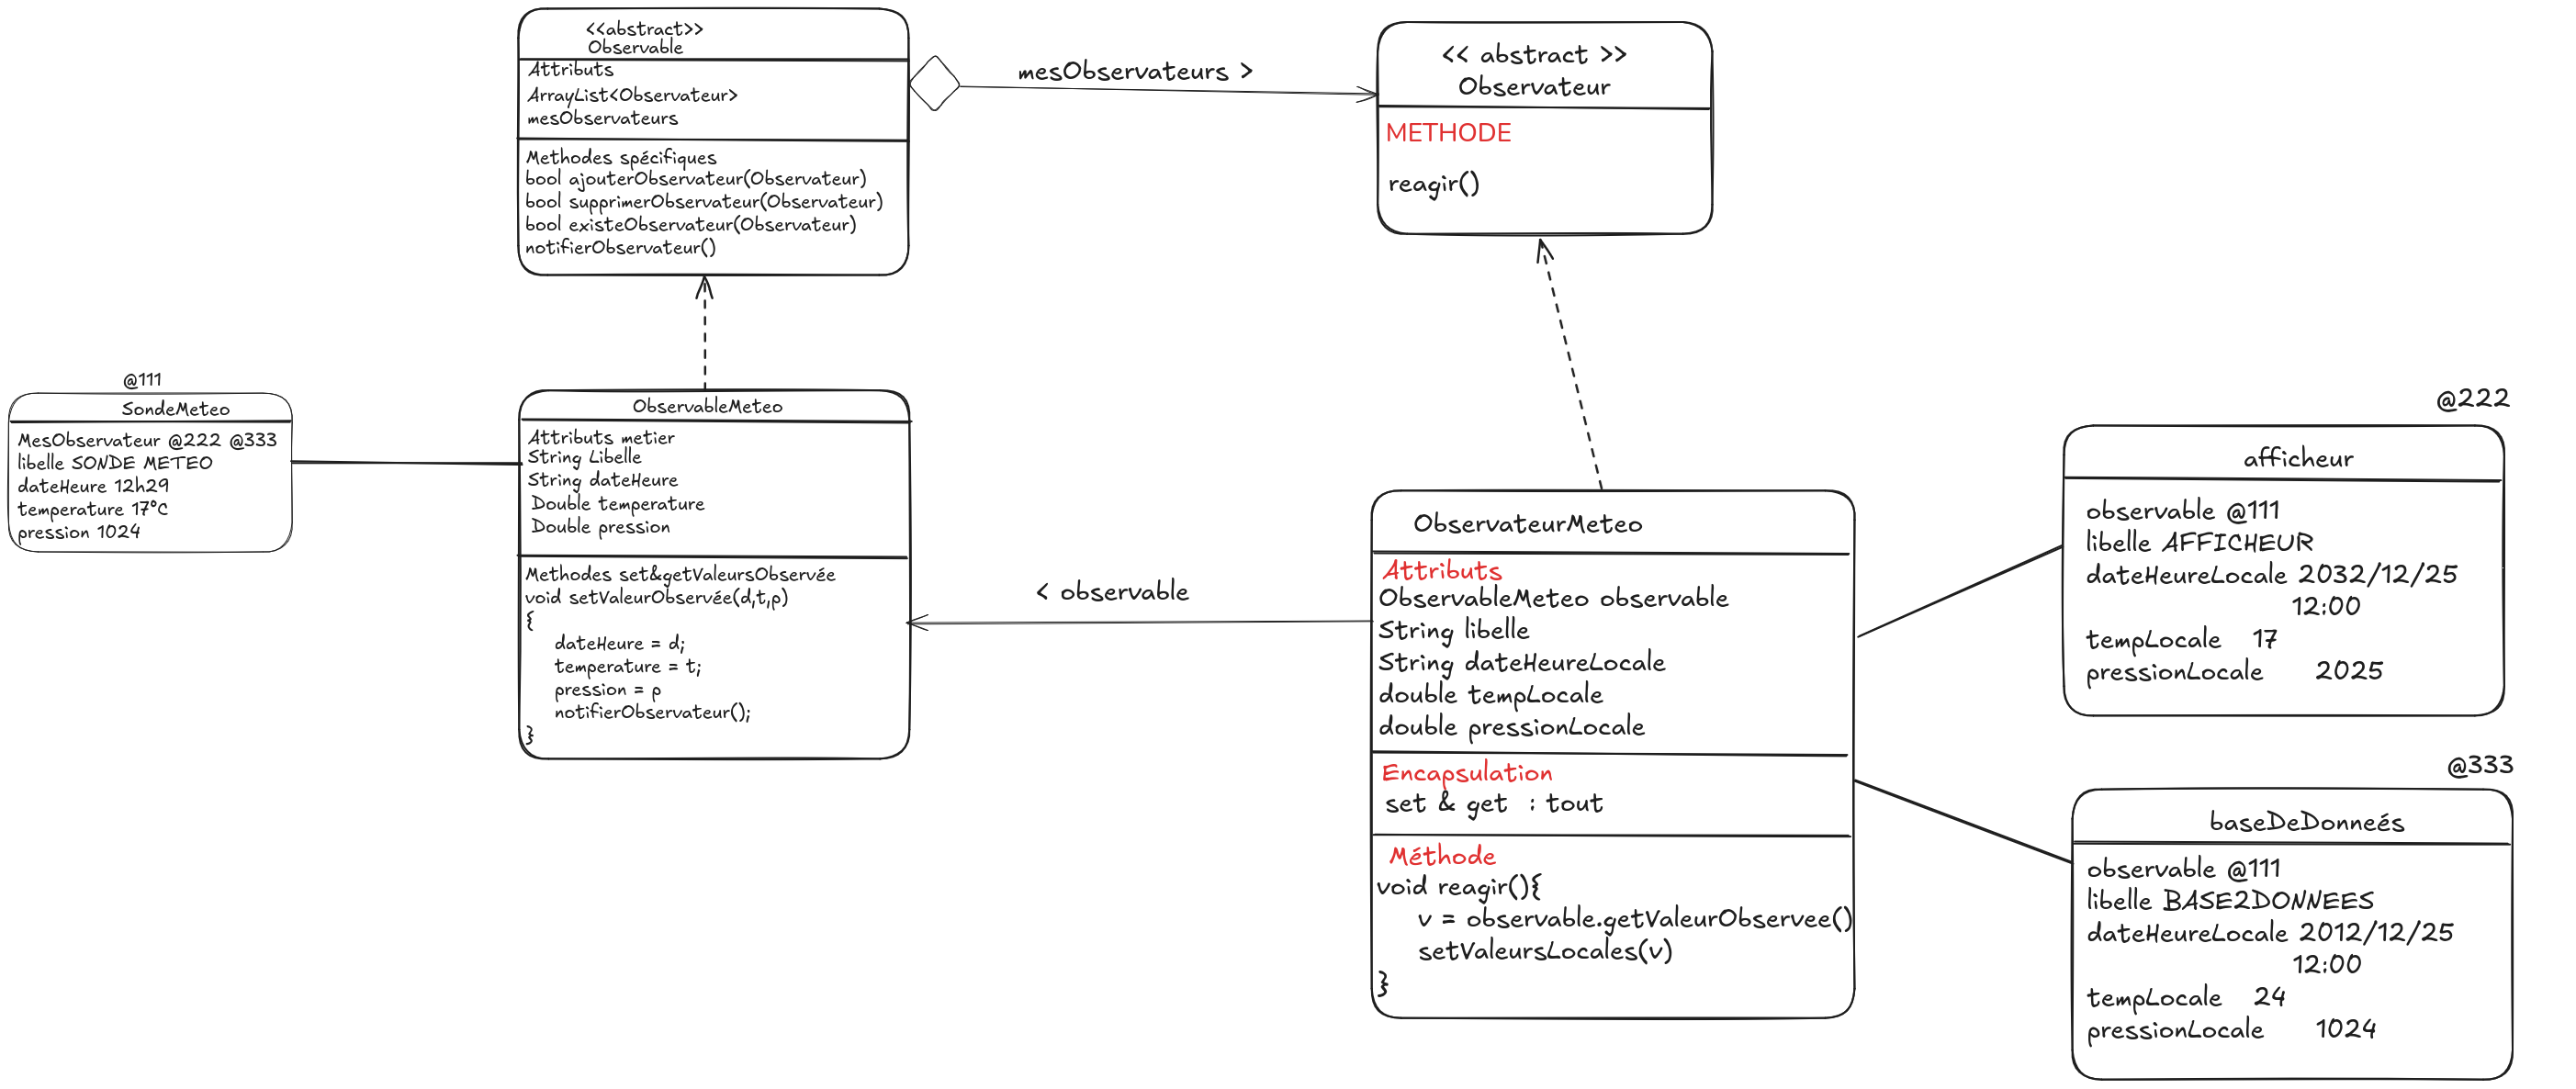 <<abstract>>
Observable
Attributs
ArrayList<Observateur>
mesObservateurs
Methodes spécifiques
bool ajouterObservateur(Observateur)
bool supprimerObservateur(Observateur)
bool existeObservateur(Observateur)
notifierObservateur()
mesObservateurs >
<< abstract >>
Observateur
METHODE
reagir()
@111
SondeMeteo
MesObservateur @222 @333
libelle SONDE METEO
dateHeure 12h29
temperature 17°C
pression 1024
ObservableMeteo
Attributs metier
String Libelle
String dateHeure
Double temperature
Double pression
Methodes set&getValeursObservée
void setValeurObservée(d,t,p)
{
dateHeure = d;
temperature = t;
pression = p
notifierObservateur();
}
< observable
ObservateurMeteo
Attributs
ObservableMeteo observable
String libelle
String dateHeureLocale
double tempLocale
double pressionLocale
Encapsulation
set & get : tout
Méthode
void reagir(){
v = observable.getValeurObservee()
setValeursLocales(v)
}
@222
afficheur
observable @111
libelle AFFICHEUR
dateHeureLocale 2032/12/25
12:00
tempLocale 17
pressionLocale 2025
@333
baseDeDonneés
observable @111
libelle BASE2DONNEES
dateHeureLocale 2012/12/25
12:00
tempLocale 24
pressionLocale 1024